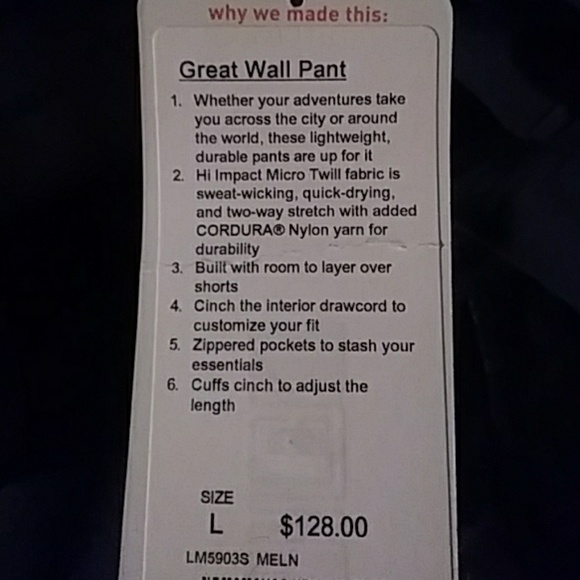 why we made this:
Great Wall Pant
1. Whether your adventures take
you across the city or around
the world, these lightweight,
durable pants are up for it
2. Hi Impact Micro Twill fabric is
sweat-wicking, quick-drying,
and two-way stretch with added
CORDURA® Nylon yarn for
durability
3. Built with room to layer over
shorts
4. Cinch the interior drawcord to
customize your fit
5. Zippered pockets to stash your
essentials
6. Cuffs cinch to adjust the
length
SIZE
L $128.00
LM5903S MELN